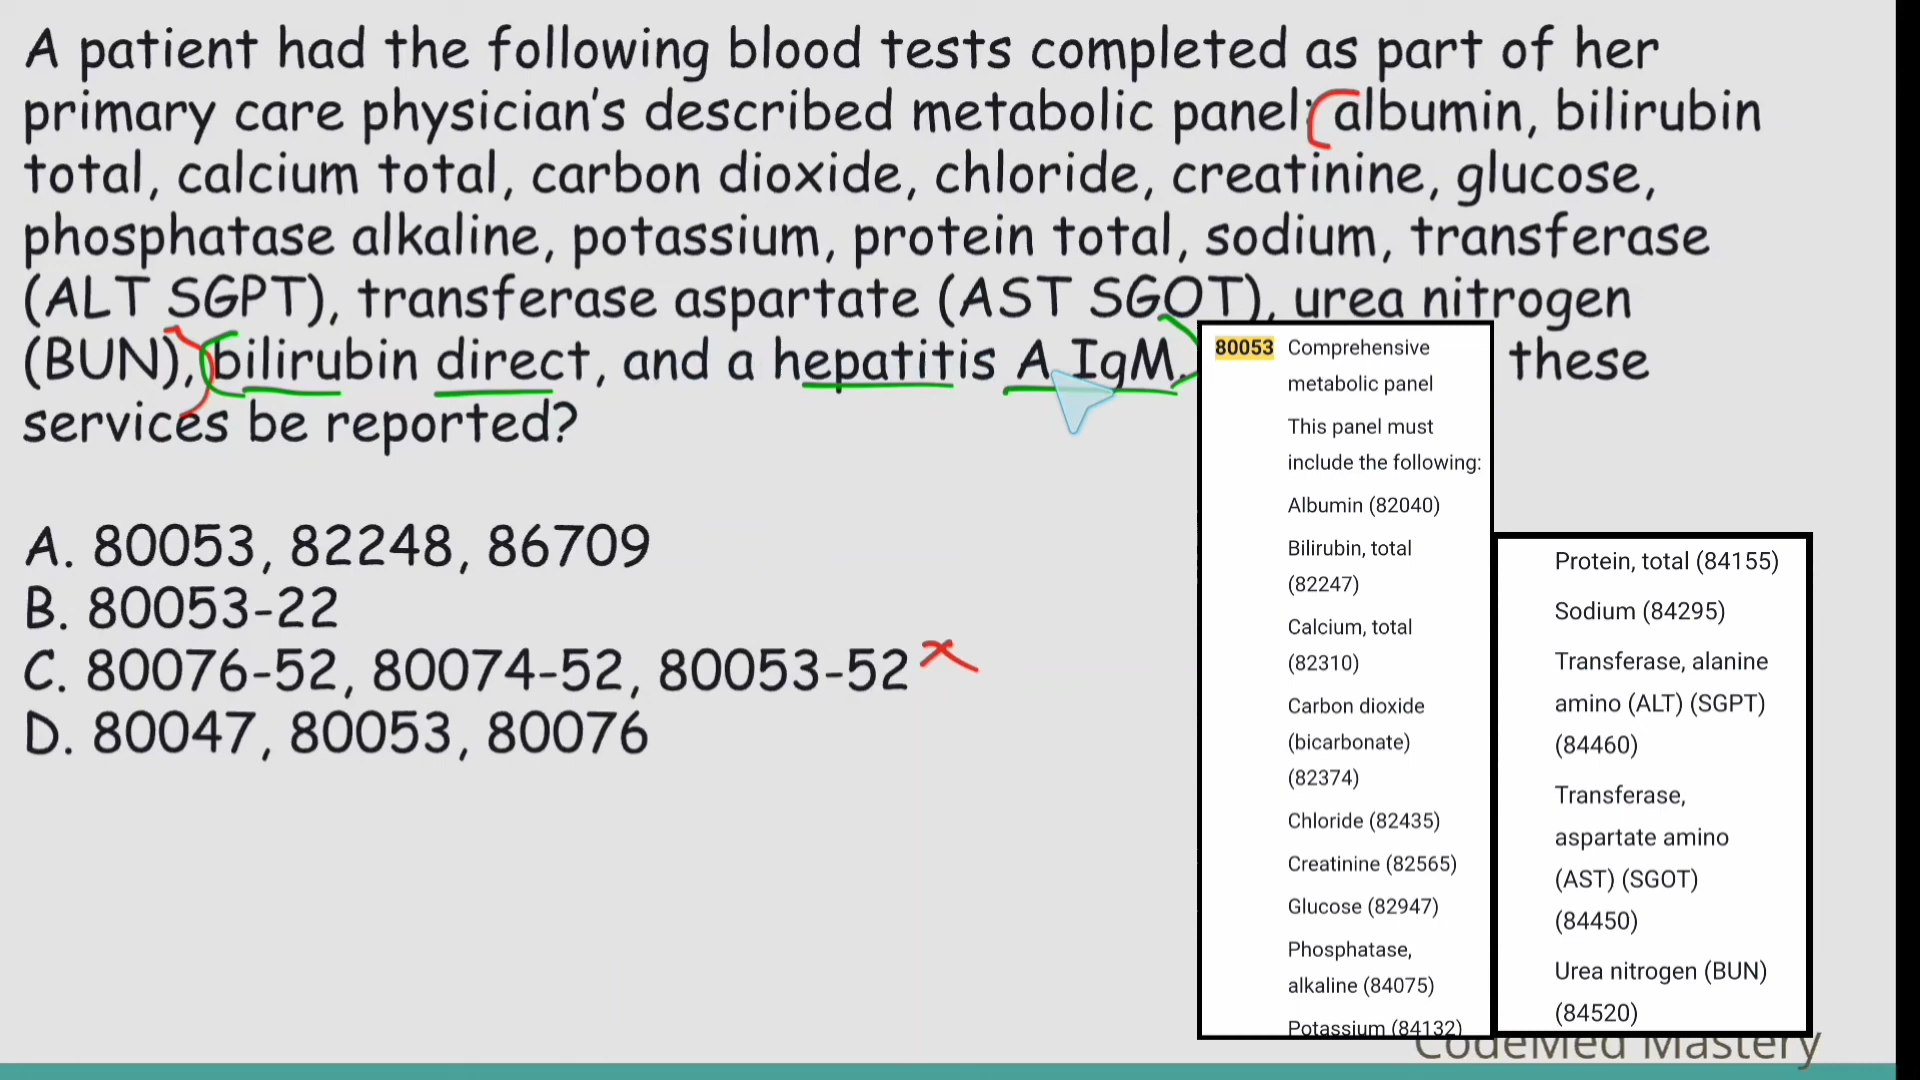 A patient had the following blood tests completed as part of her
primary care physician's described metabolic panel: albumin, bilirubin
total, calcium total, carbon dioxide, chloride, creatinine, glucose,
phosphatase alkaline, potassium, protein total, sodium, transferase
(ALT SGPT), transferase aspartate (AST SGOT), urea nitrogen
(BUN), bilirubin direct, and a hepatitis A IgM. these
services be reported?
A. 80053, 82248, 86709
B. 80053-22
C. 80076-52, 80074-52, 80053-52
D. 80047, 80053, 80076
80053 Comprehensive
metabolic panel
This panel must
include the following:
Albumin (82040)
Bilirubin, total
(82247)
Calcium, total
(82310)
Carbon dioxide
(bicarbonate)
(82374)
Chloride (82435)
Creatinine (82565)
Glucose (82947)
Phosphatase,
alkaline (84075)
Potassium (84132)
Protein, total (84155)
Sodium (84295)
Transferase, alanine
amino (ALT) (SGPT)
(84460)
Transferase,
aspartate amino
(AST) (SGOT)
(84450)
Urea nitrogen (BUN)
(84520)
CodeMed Mastery